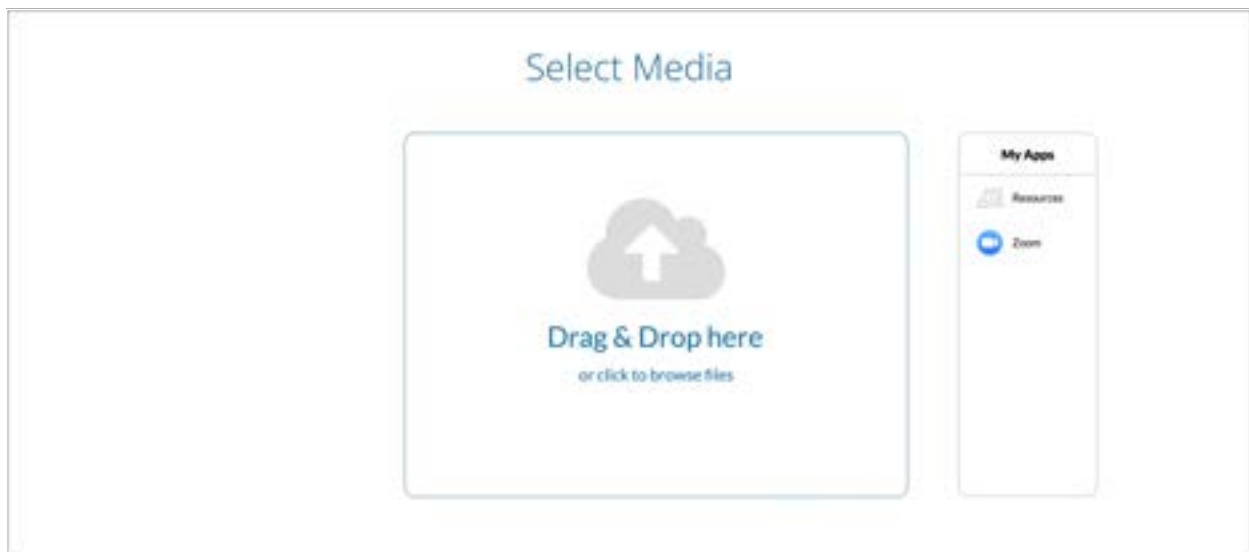 Select Media
Drag & Drop here
or click to browse files
My Apps
Resources
Zoom